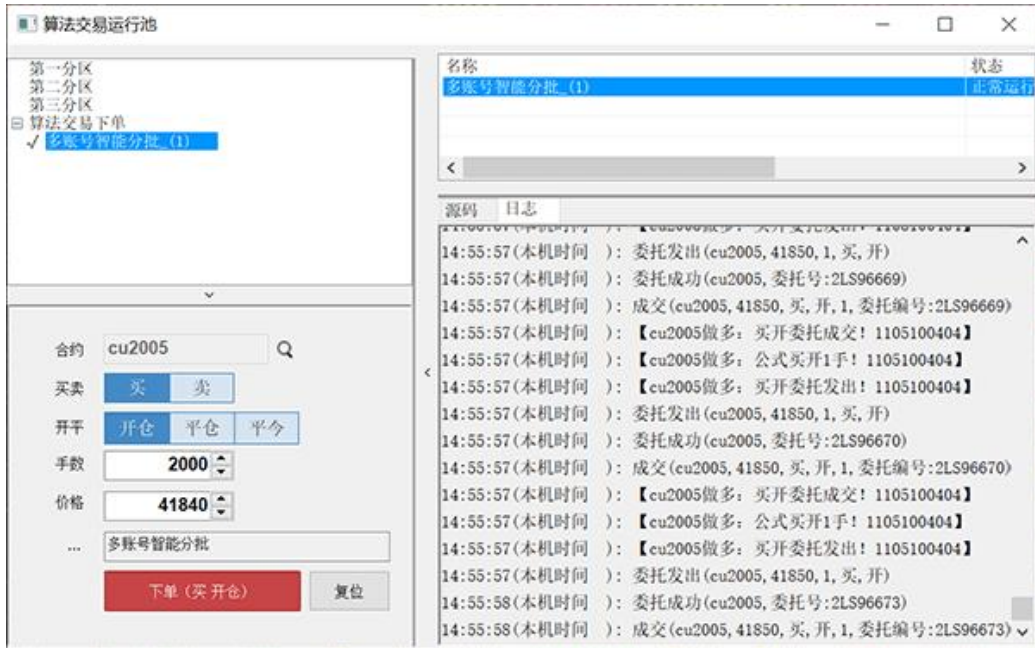 算法交易运行池
第一分区
第二分区
第三分区
算法交易下单
✓ 多账号智能分批_(1)
合约 cu2005
买卖 买 卖
开平 开仓 平仓 平今
手数 2000
价格 41840
... 多账号智能分批
下单（买 开仓） 复位
名称 状态
多账号智能分批_(1) 正常运行
源码 日志
14:55:57(本机时间 ): 委托发出(cu2005,41850,1,买,开)
14:55:57(本机时间 ): 委托成功(cu2005,委托号:2LS96669)
14:55:57(本机时间 ): 成交(cu2005,41850,买,开,1,委托编号:2LS96669)
14:55:57(本机时间 ): 【cu2005做多: 买开委托成交! 1105100404】
14:55:57(本机时间 ): 【cu2005做多: 公式买开1手! 1105100404】
14:55:57(本机时间 ): 【cu2005做多: 买开委托发出! 1105100404】
14:55:57(本机时间 ): 委托发出(cu2005,41850,1,买,开)
14:55:57(本机时间 ): 委托成功(cu2005,委托号:2LS96670)
14:55:57(本机时间 ): 成交(cu2005,41850,买,开,1,委托编号:2LS96670)
14:55:57(本机时间 ): 【cu2005做多: 买开委托成交! 1105100404】
14:55:57(本机时间 ): 【cu2005做多: 公式买开1手! 1105100404】
14:55:57(本机时间 ): 【cu2005做多: 买开委托发出! 1105100404】
14:55:57(本机时间 ): 委托发出(cu2005,41850,1,买,开)
14:55:58(本机时间 ): 委托成功(cu2005,委托号:2LS96673)
14:55:58(本机时间 ): 成交(cu2005,41850,买,开,1,委托编号:2LS96673)